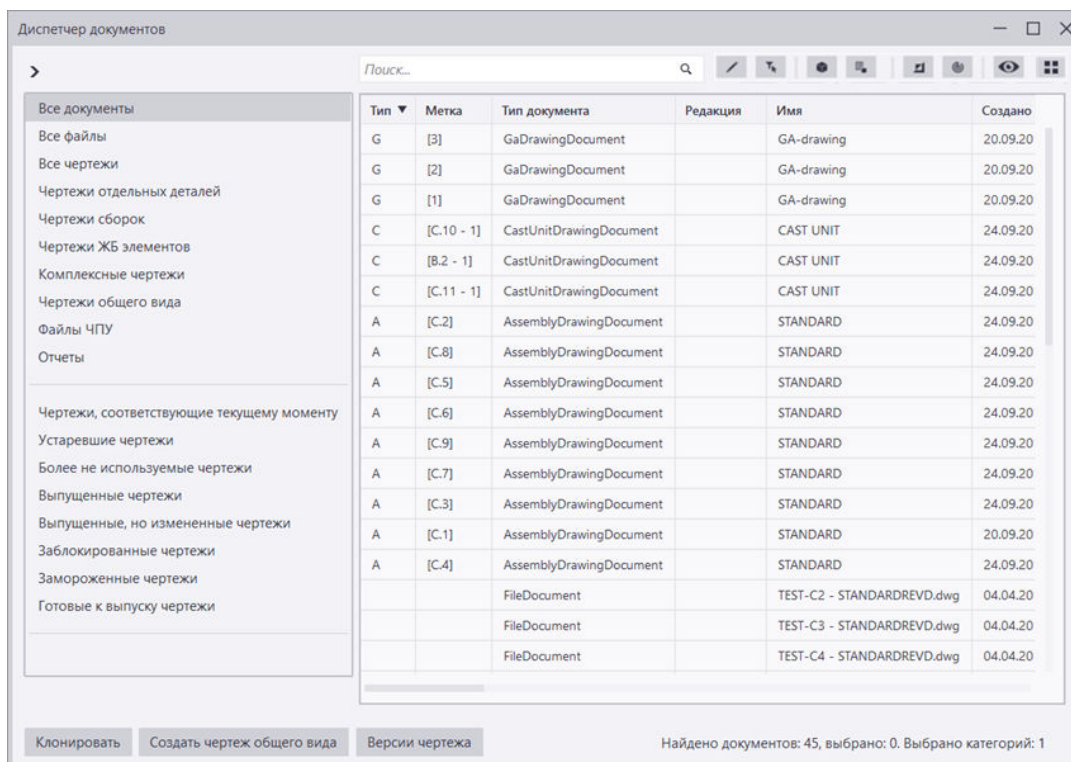 Диспетчер документов
Поиск...
Все документы
Все файлы
Все чертежи
Чертежи отдельных деталей
Чертежи сборок
Чертежи ЖБ элементов
Комплексные чертежи
Чертежи общего вида
Файлы ЧПУ
Отчеты
Чертежи, соответствующие текущему моменту
Устаревшие чертежи
Более не используемые чертежи
Выпущенные чертежи
Выпущенные, но измененные чертежи
Заблокированные чертежи
Замороженные чертежи
Готовые к выпуску чертежи
Тип ▼ Метка Тип документа Редакция Имя Создано
G [3] GaDrawingDocument GA-drawing 20.09.20
G [2] GaDrawingDocument GA-drawing 20.09.20
G [1] GaDrawingDocument GA-drawing 20.09.20
C [C.10 - 1] CastUnitDrawingDocument CAST UNIT 24.09.20
C [B.2 - 1] CastUnitDrawingDocument CAST UNIT 24.09.20
C [C.11 - 1] CastUnitDrawingDocument CAST UNIT 24.09.20
A [C.2] AssemblyDrawingDocument STANDARD 24.09.20
A [C.8] AssemblyDrawingDocument STANDARD 24.09.20
A [C.5] AssemblyDrawingDocument STANDARD 24.09.20
A [C.6] AssemblyDrawingDocument STANDARD 24.09.20
A [C.9] AssemblyDrawingDocument STANDARD 24.09.20
A [C.7] AssemblyDrawingDocument STANDARD 24.09.20
A [C.3] AssemblyDrawingDocument STANDARD 24.09.20
A [C.1] AssemblyDrawingDocument STANDARD 20.09.20
A [C.4] AssemblyDrawingDocument STANDARD 24.09.20
FileDocument TEST-C2 - STANDARDREVD.dwg 04.04.20
FileDocument TEST-C3 - STANDARDREVD.dwg 04.04.20
FileDocument TEST-C4 - STANDARDREVD.dwg 04.04.20
Клонировать Создать чертеж общего вида Версии чертежа Найдено документов: 45, выбрано: 0. Выбрано категорий: 1